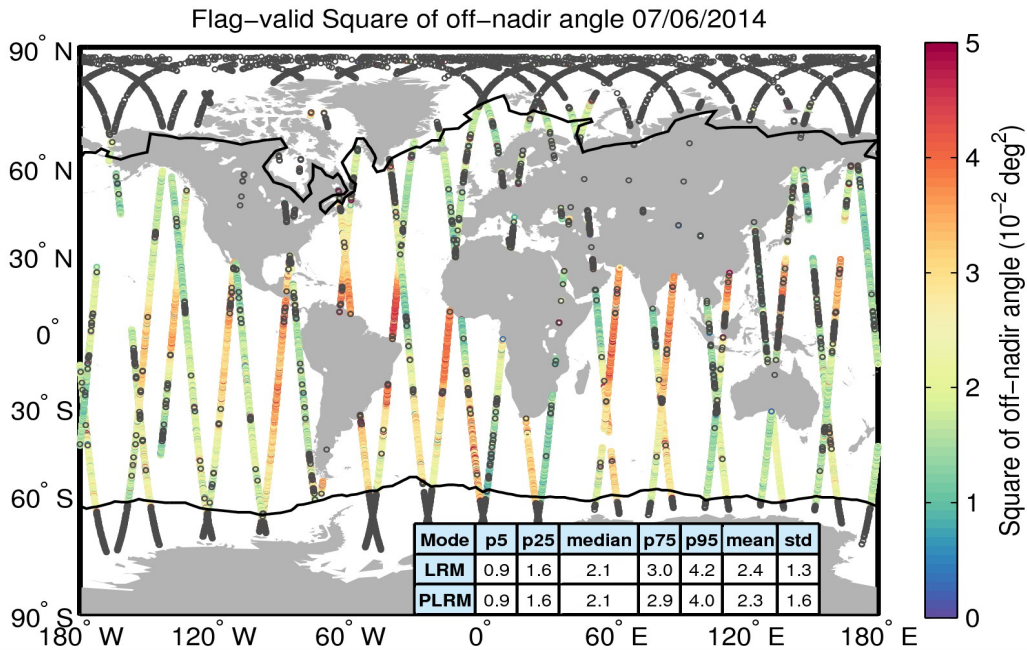 Flag−valid Square of off−nadir angle 07/06/2014
90° N
60° N
30° N
0°
30° S
60° S
90° S
180° W
120° W
60° W
0°
60° E
120° E
180° E
Mode p5 p25 median p75 p95 mean std
LRM 0.9 1.6 2.1 3.0 4.2 2.4 1.3
PLRM 0.9 1.6 2.1 2.9 4.0 2.3 1.6
5
4
3
2
1
0
Square of off−nadir angle (10⁻² deg²)